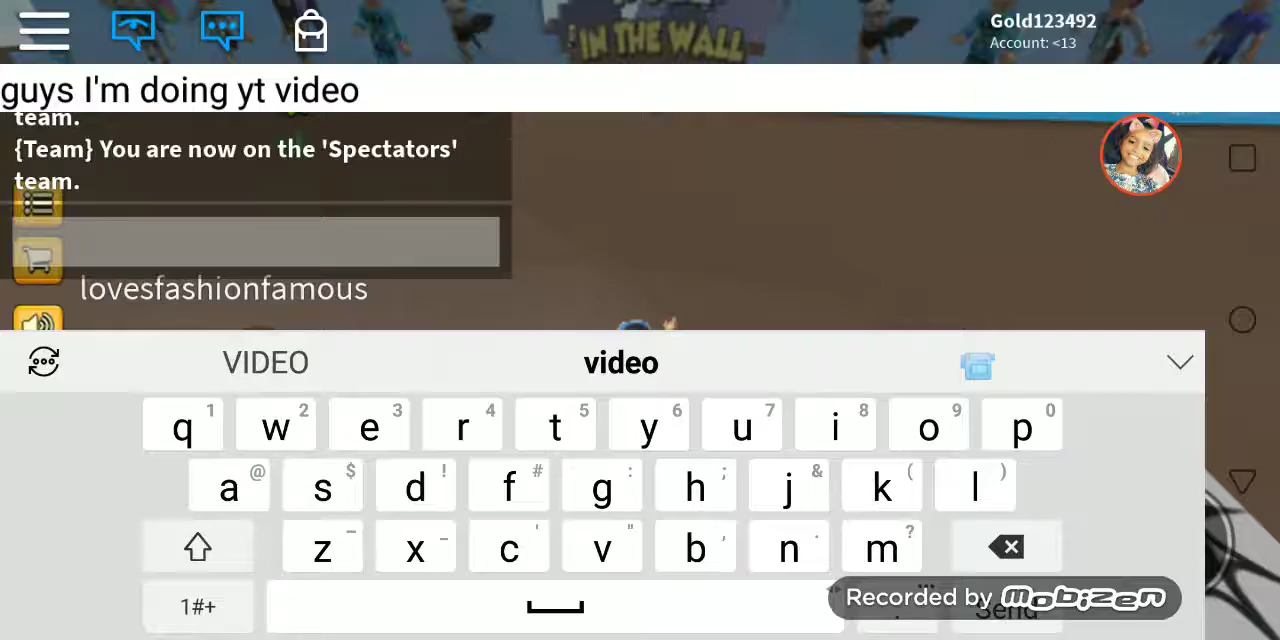 IN THE WALL
Gold123492
Account: <13
guys I'm doing yt video
team.
{Team} You are now on the 'Spectators'
team.
lovesfashionfamous
VIDEO video
q 1 w 2 e 3 r 4 t 5 y 6 u 7 i 8 o 9 p 0
a @ s $ d ! f # g : h ; j & k ( l )
z - x _ c ' v " b , n . m ?
1#+ Send
Recorded by mobizen